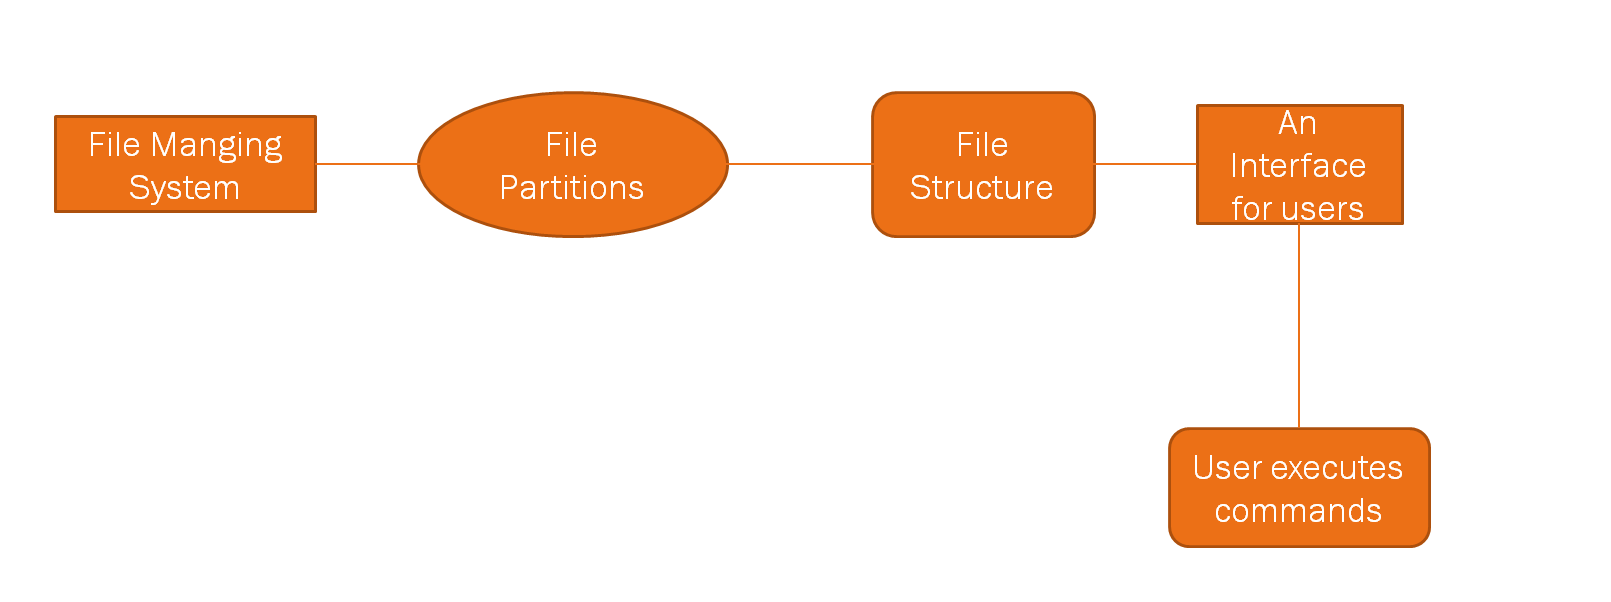 File Manging
System
File
Partitions
File
Structure
An
Interface
for users
User executes
commands